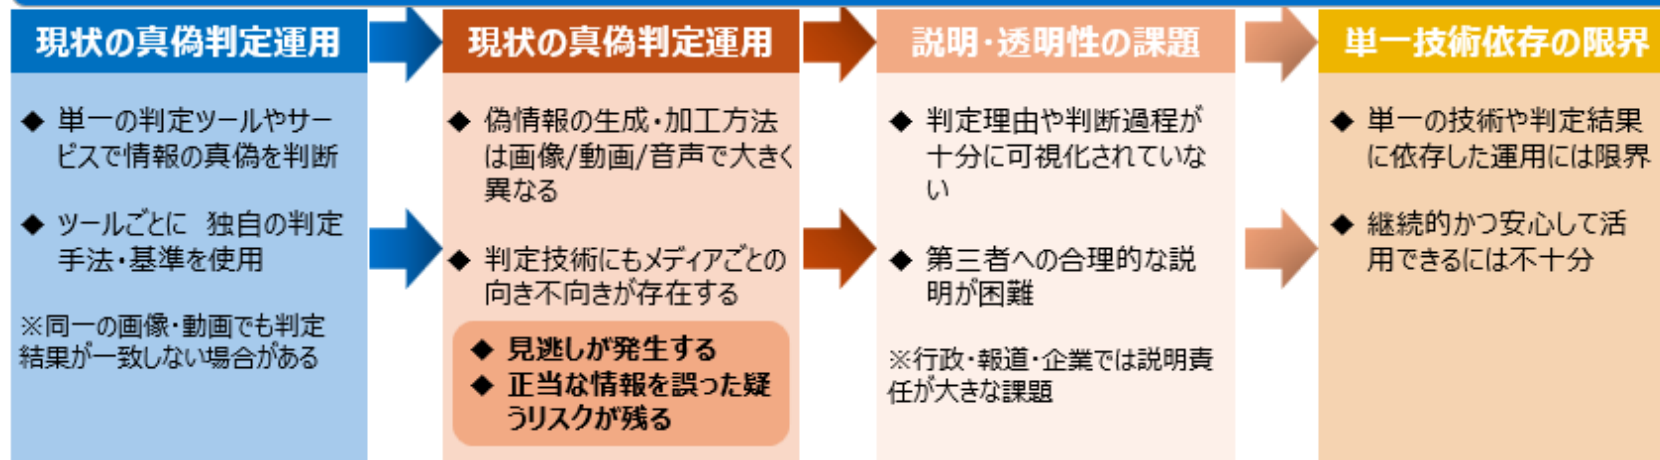 現状の真偽判定運用
◆ 単一の判定ツールやサー
ビスで情報の真偽を判断
◆ ツールごとに 独自の判定
手法・基準を使用
※同一の画像・動画でも判定
結果が一致しない場合がある
現状の真偽判定運用
◆ 偽情報の生成・加工方法
は画像/動画/音声で大きく
異なる
◆ 判定技術にもメディアごとの
向き不向きが存在する
◆ 見逃しが発生する
◆ 正当な情報を誤った疑
うリスクが残る
説明・透明性の課題
◆ 判定理由や判断過程が
十分に可視化されていな
い
◆ 第三者への合理的な説
明が困難
※行政・報道・企業では説明責
任が大きな課題
単一技術依存の限界
◆ 単一の技術や判定結果
に依存した運用には限界
◆ 継続的かつ安心して活
用できるには不十分